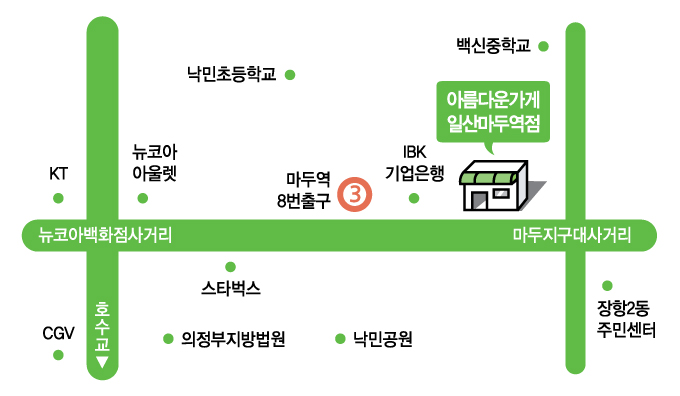 백신중학교
낙민초등학교
아름다운가게
일산마두역점
뉴코아
아울렛
KT
IBK
기업은행
마두역
8번출구
3
뉴코아백화점사거리
마두지구대사거리
스타벅스
장항2동
주민센터
호수교
CGV
의정부지방법원
낙민공원